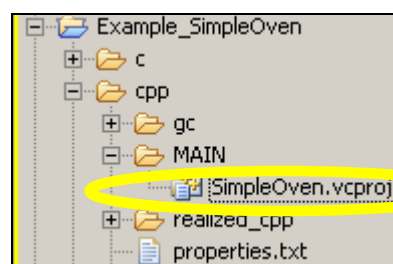 Example_SimpleOven
c
cpp
gc
MAIN
SimpleOven.vcproj
realized_cpp
properties.txt